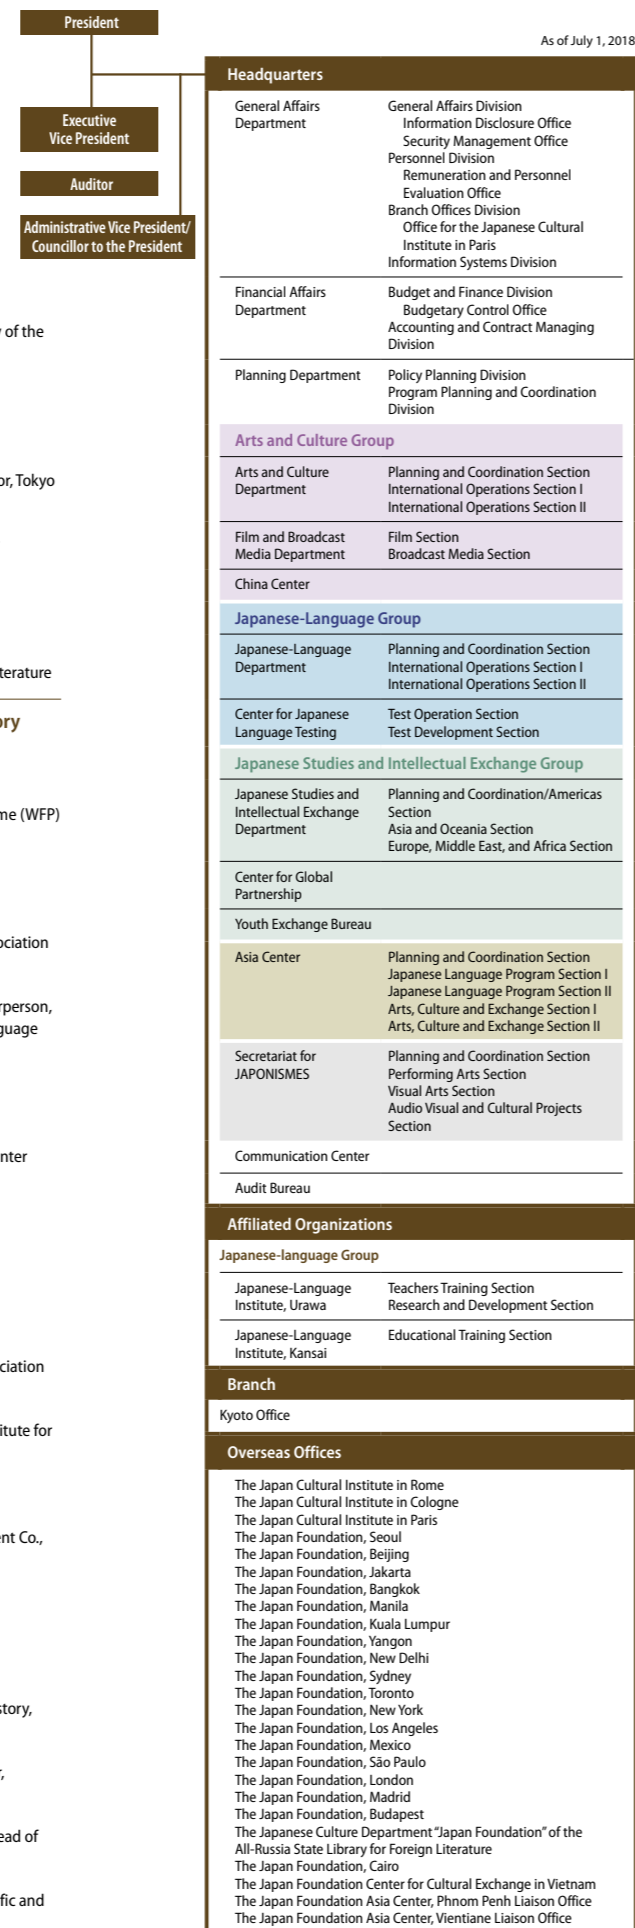 President
As of July 1, 2018
Executive
Vice President
Auditor
Administrative Vice President/
Councillor to the President
Headquarters
General Affairs
Department
General Affairs Division
Information Disclosure Office
Security Management Office
Personnel Division
Remuneration and Personnel
Evaluation Office
Branch Offices Division
Office for the Japanese Cultural
Institute in Paris
Information Systems Division
Financial Affairs
Department
Budget and Finance Division
Budgetary Control Office
Accounting and Contract Managing
Division
Planning Department
Policy Planning Division
Program Planning and Coordination
Division
Arts and Culture Group
Arts and Culture
Department
Planning and Coordination Section
International Operations Section I
International Operations Section II
Film and Broadcast
Media Department
Film Section
Broadcast Media Section
China Center
Japanese-Language Group
Japanese-Language
Department
Planning and Coordination Section
International Operations Section I
International Operations Section II
Center for Japanese
Language Testing
Test Operation Section
Test Development Section
Japanese Studies and Intellectual Exchange Group
Japanese Studies and
Intellectual Exchange
Department
Planning and Coordination/Americas
Section
Asia and Oceania Section
Europe, Middle East, and Africa Section
Center for Global
Partnership
Youth Exchange Bureau
Asia Center
Planning and Coordination Section
Japanese Language Program Section I
Japanese Language Program Section II
Arts, Culture and Exchange Section I
Arts, Culture and Exchange Section II
Secretariat for
JAPONISMES
Planning and Coordination Section
Performing Arts Section
Visual Arts Section
Audio Visual and Cultural Projects
Section
Communication Center
Audit Bureau
Affiliated Organizations
Japanese-language Group
Japanese-Language
Institute, Urawa
Teachers Training Section
Research and Development Section
Japanese-Language
Institute, Kansai
Educational Training Section
Branch
Kyoto Office
Overseas Offices
The Japan Cultural Institute in Rome
The Japan Cultural Institute in Cologne
The Japan Cultural Institute in Paris
The Japan Foundation, Seoul
The Japan Foundation, Beijing
The Japan Foundation, Jakarta
The Japan Foundation, Bangkok
The Japan Foundation, Manila
The Japan Foundation, Kuala Lumpur
The Japan Foundation, Yangon
The Japan Foundation, New Delhi
The Japan Foundation, Sydney
The Japan Foundation, Toronto
The Japan Foundation, New York
The Japan Foundation, Los Angeles
The Japan Foundation, Mexico
The Japan Foundation, São Paulo
The Japan Foundation, London
The Japan Foundation, Madrid
The Japan Foundation, Budapest
The Japanese Culture Department “Japan Foundation” of the
All-Russia State Library for Foreign Literature
The Japan Foundation, Cairo
The Japan Foundation Center for Cultural Exchange in Vietnam
The Japan Foundation Asia Center, Phnom Penh Liaison Office
The Japan Foundation Asia Center, Vientiane Liaison Office
of the
Tokyo
(WFP)
for
Co.,
of
and